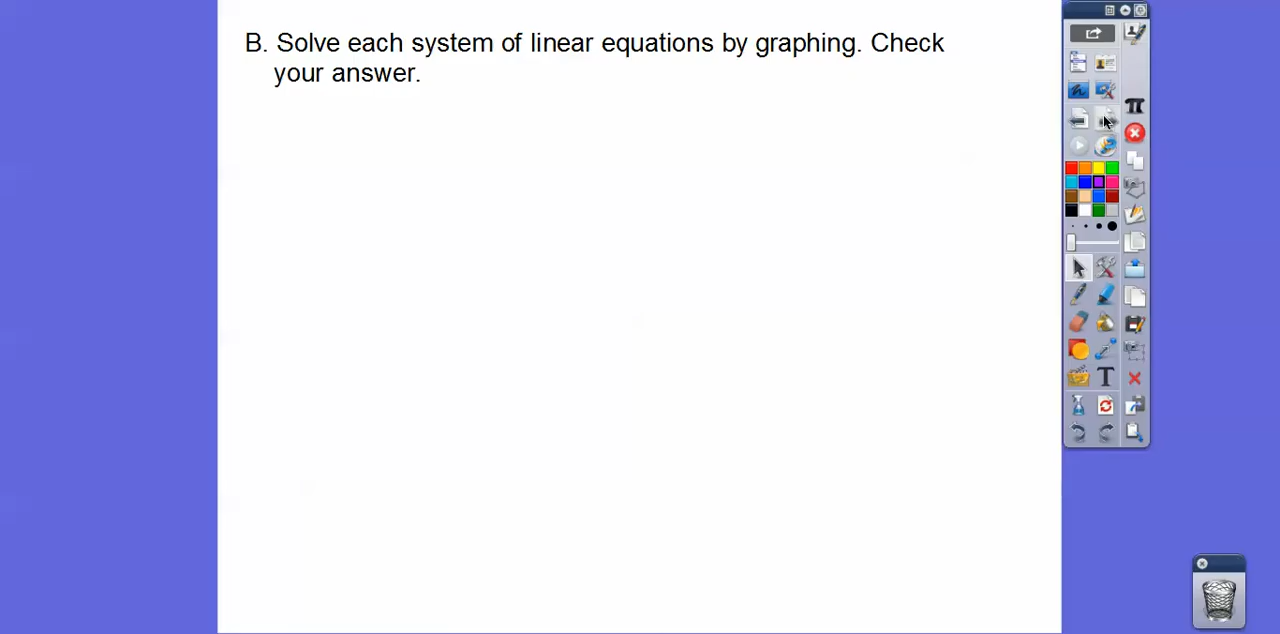 B. Solve each system of linear equations by graphing. Check
your answer.